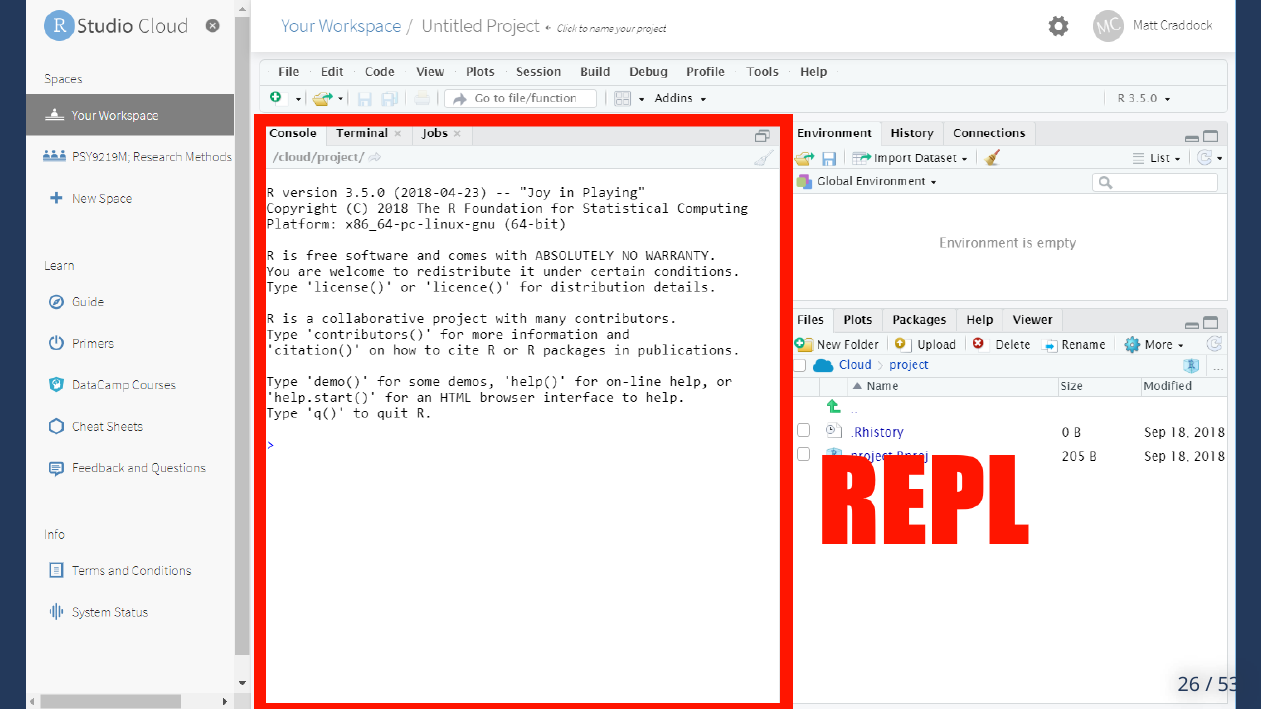 R Studio Cloud
Your Workspace / Untitled Project ← Click to name your project
MC Matt Craddock
Spaces
Your Workspace
PSY9219M; Research Methods
New Space
Learn
Guide
Primers
DataCamp Courses
Cheat Sheets
Feedback and Questions
Info
Terms and Conditions
System Status
File Edit Code View Plots Session Build Debug Profile Tools Help
Go to file/function Addins R 3.5.0
Console Terminal Jobs
/cloud/project/
R version 3.5.0 (2018-04-23) -- "Joy in Playing"
Copyright (C) 2018 The R Foundation for Statistical Computing
Platform: x86_64-pc-linux-gnu (64-bit)
R is free software and comes with ABSOLUTELY NO WARRANTY.
You are welcome to redistribute it under certain conditions.
Type 'license()' or 'licence()' for distribution details.
R is a collaborative project with many contributors.
Type 'contributors()' for more information and
'citation()' on how to cite R or R packages in publications.
Type 'demo()' for some demos, 'help()' for on-line help, or
'help.start()' for an HTML browser interface to help.
Type 'q()' to quit R.
>
Environment History Connections
Import Dataset List
Global Environment
Environment is empty
Files Plots Packages Help Viewer
New Folder Upload Delete Rename More
Cloud project ...
Name Size Modified
..
.Rhistory 0 B Sep 18, 2018
project.Rproj 205 B Sep 18, 2018
REPL
26 / 53